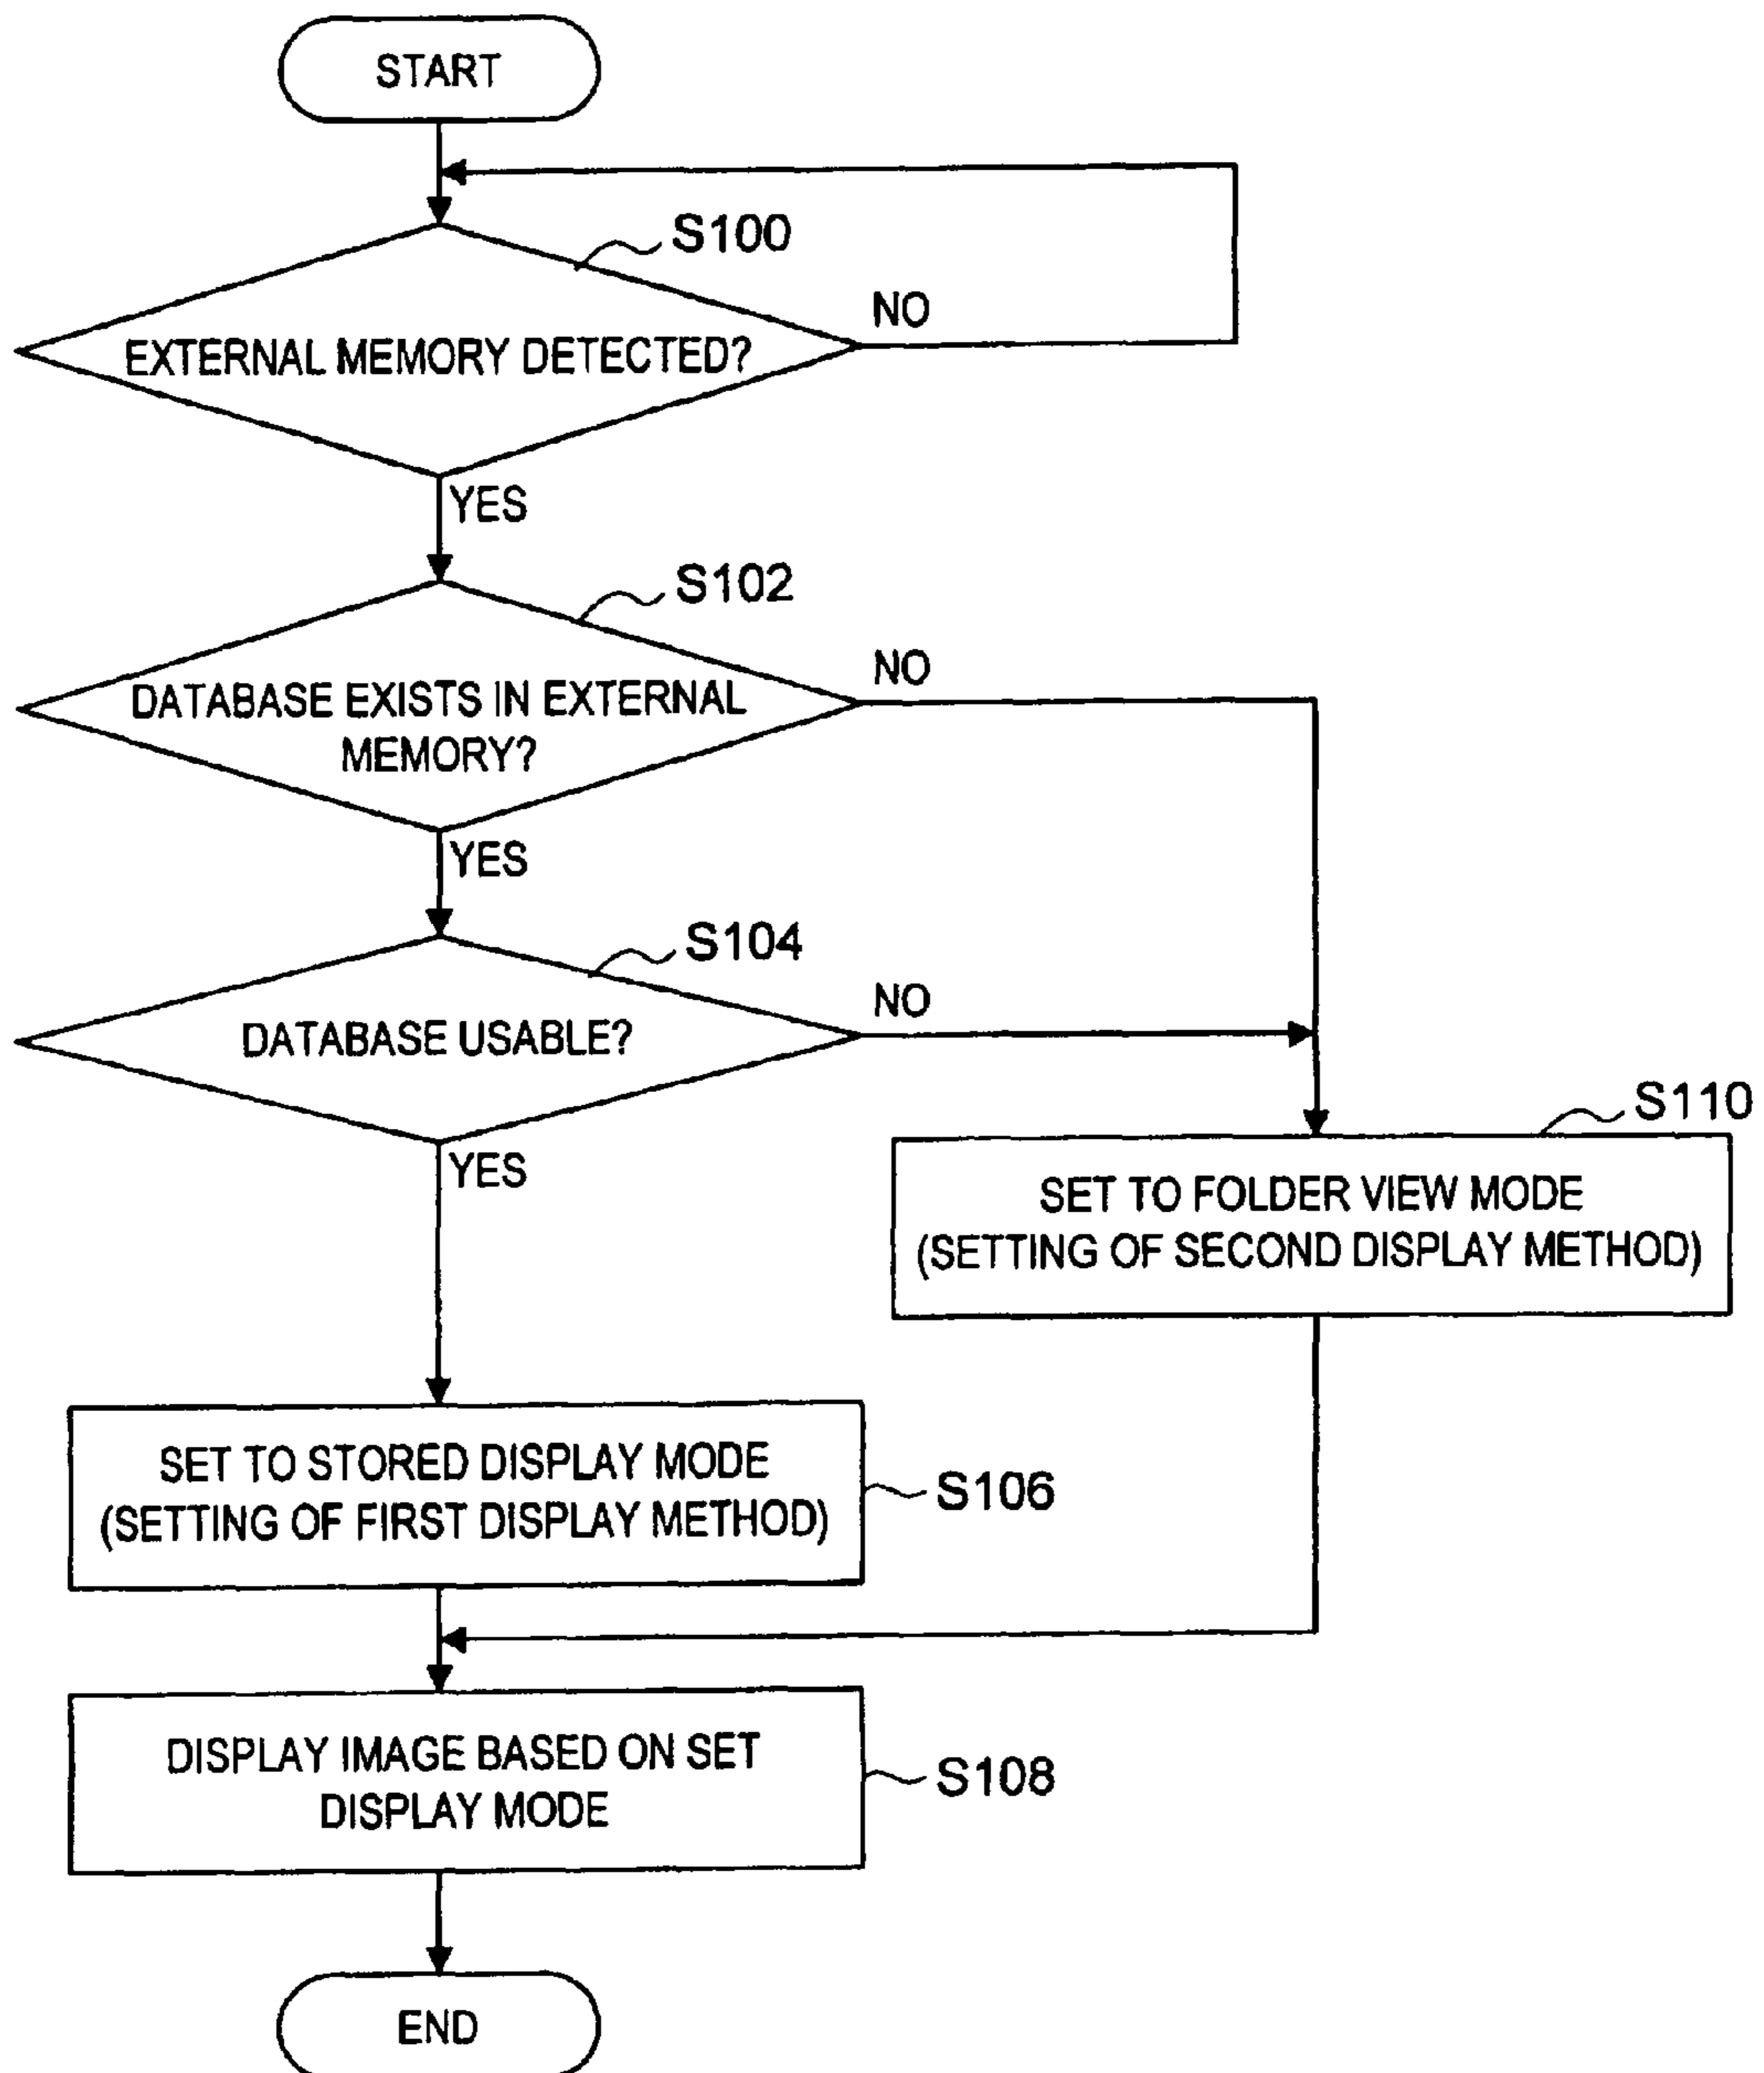 START
S100
NO
EXTERNAL MEMORY DETECTED?
YES
S102
NO
DATABASE EXISTS IN EXTERNAL
MEMORY?
YES
S104
NO
DATABASE USABLE?
YES
S110
SET TO FOLDER VIEW MODE
(SETTING OF SECOND DISPLAY METHOD)
SET TO STORED DISPLAY MODE
(SETTING OF FIRST DISPLAY METHOD)
S106
DISPLAY IMAGE BASED ON SET
DISPLAY MODE
S108
END